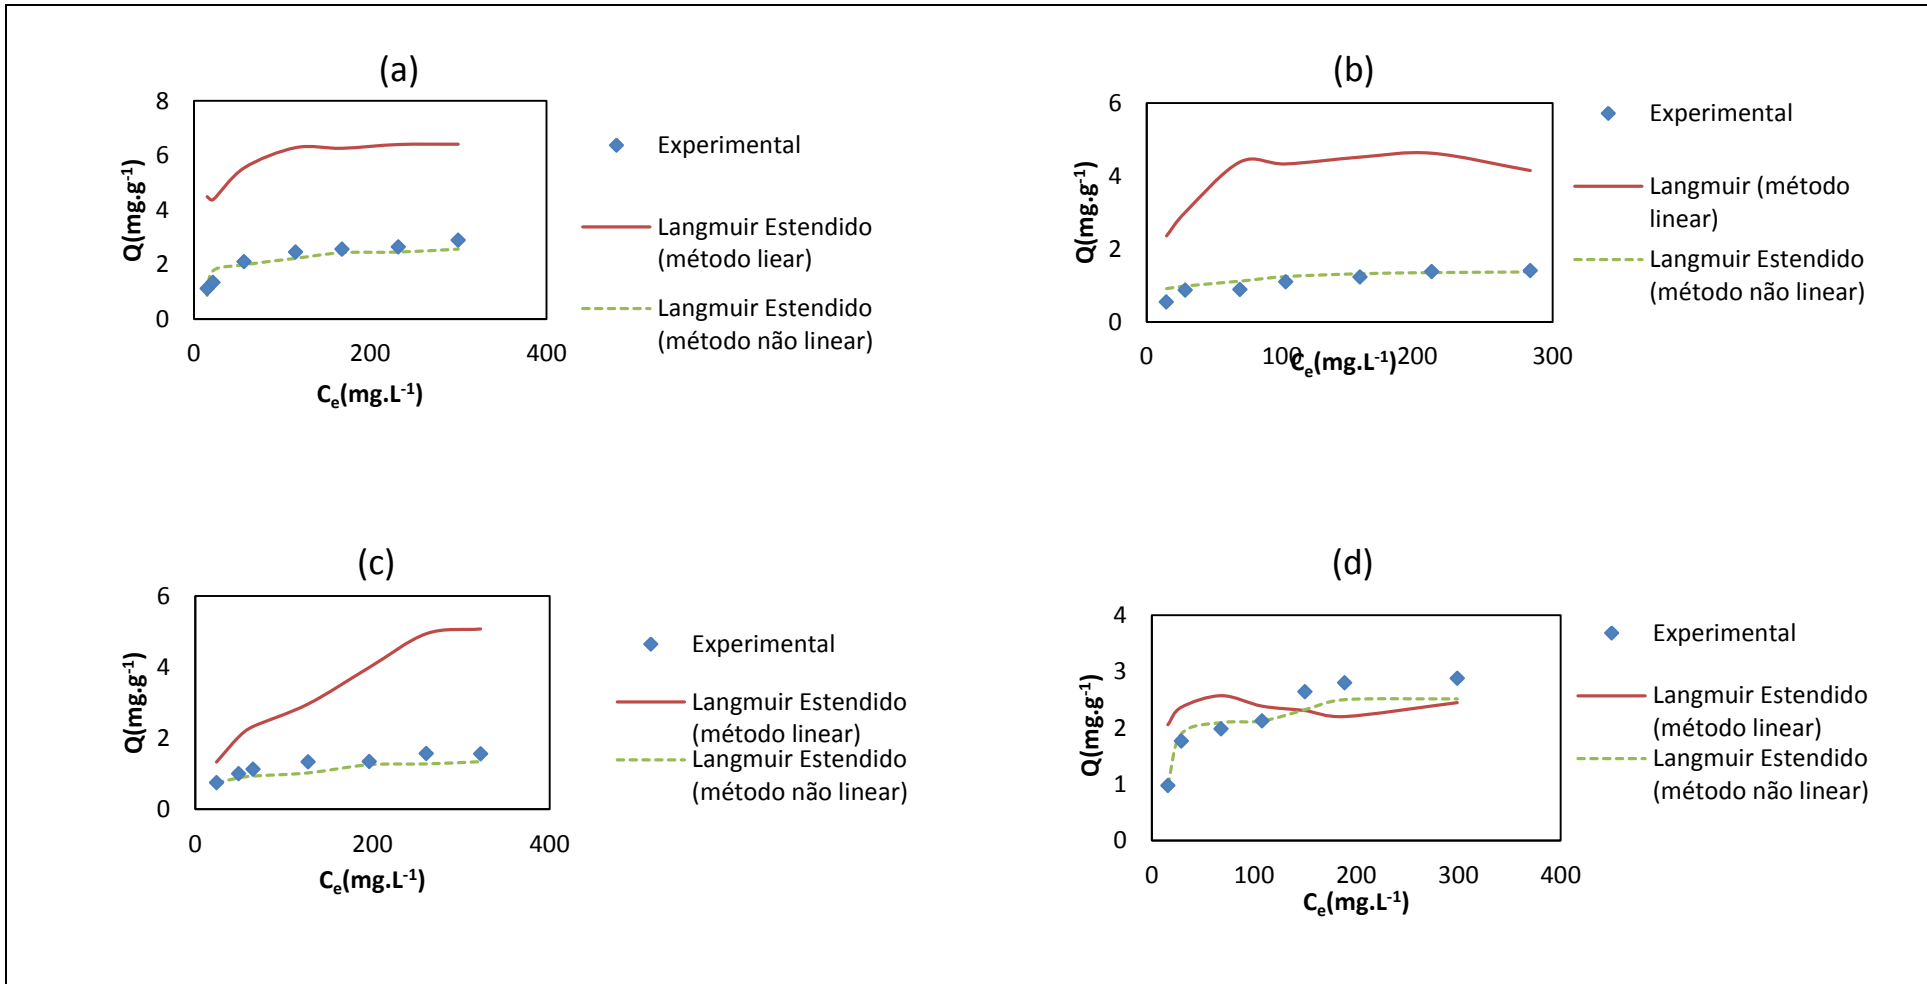 (a)
8
6
4
2
0
0 200 400
Q(mg.g-1)
Ce(mg.L-1)
Experimental
Langmuir Estendido
(método liear)
Langmuir Estendido
(método não linear)
(b)
6
4
2
0
0 100 200 300
Q(mg.g-1)
Ce(mg.L-1)
Experimental
Langmuir (método
linear)
Langmuir Estendido
(método não linear)
(c)
6
4
2
0
0 200 400
Q(mg.g-1)
Ce(mg.L-1)
Experimental
Langmuir Estendido
(método linear)
Langmuir Estendido
(método não linear)
(d)
4
3
2
1
0
0 100 200 300 400
Q(mg.g-1)
Ce(mg.L-1)
Experimental
Langmuir Estendido
(método linear)
Langmuir Estendido
(método não linear)